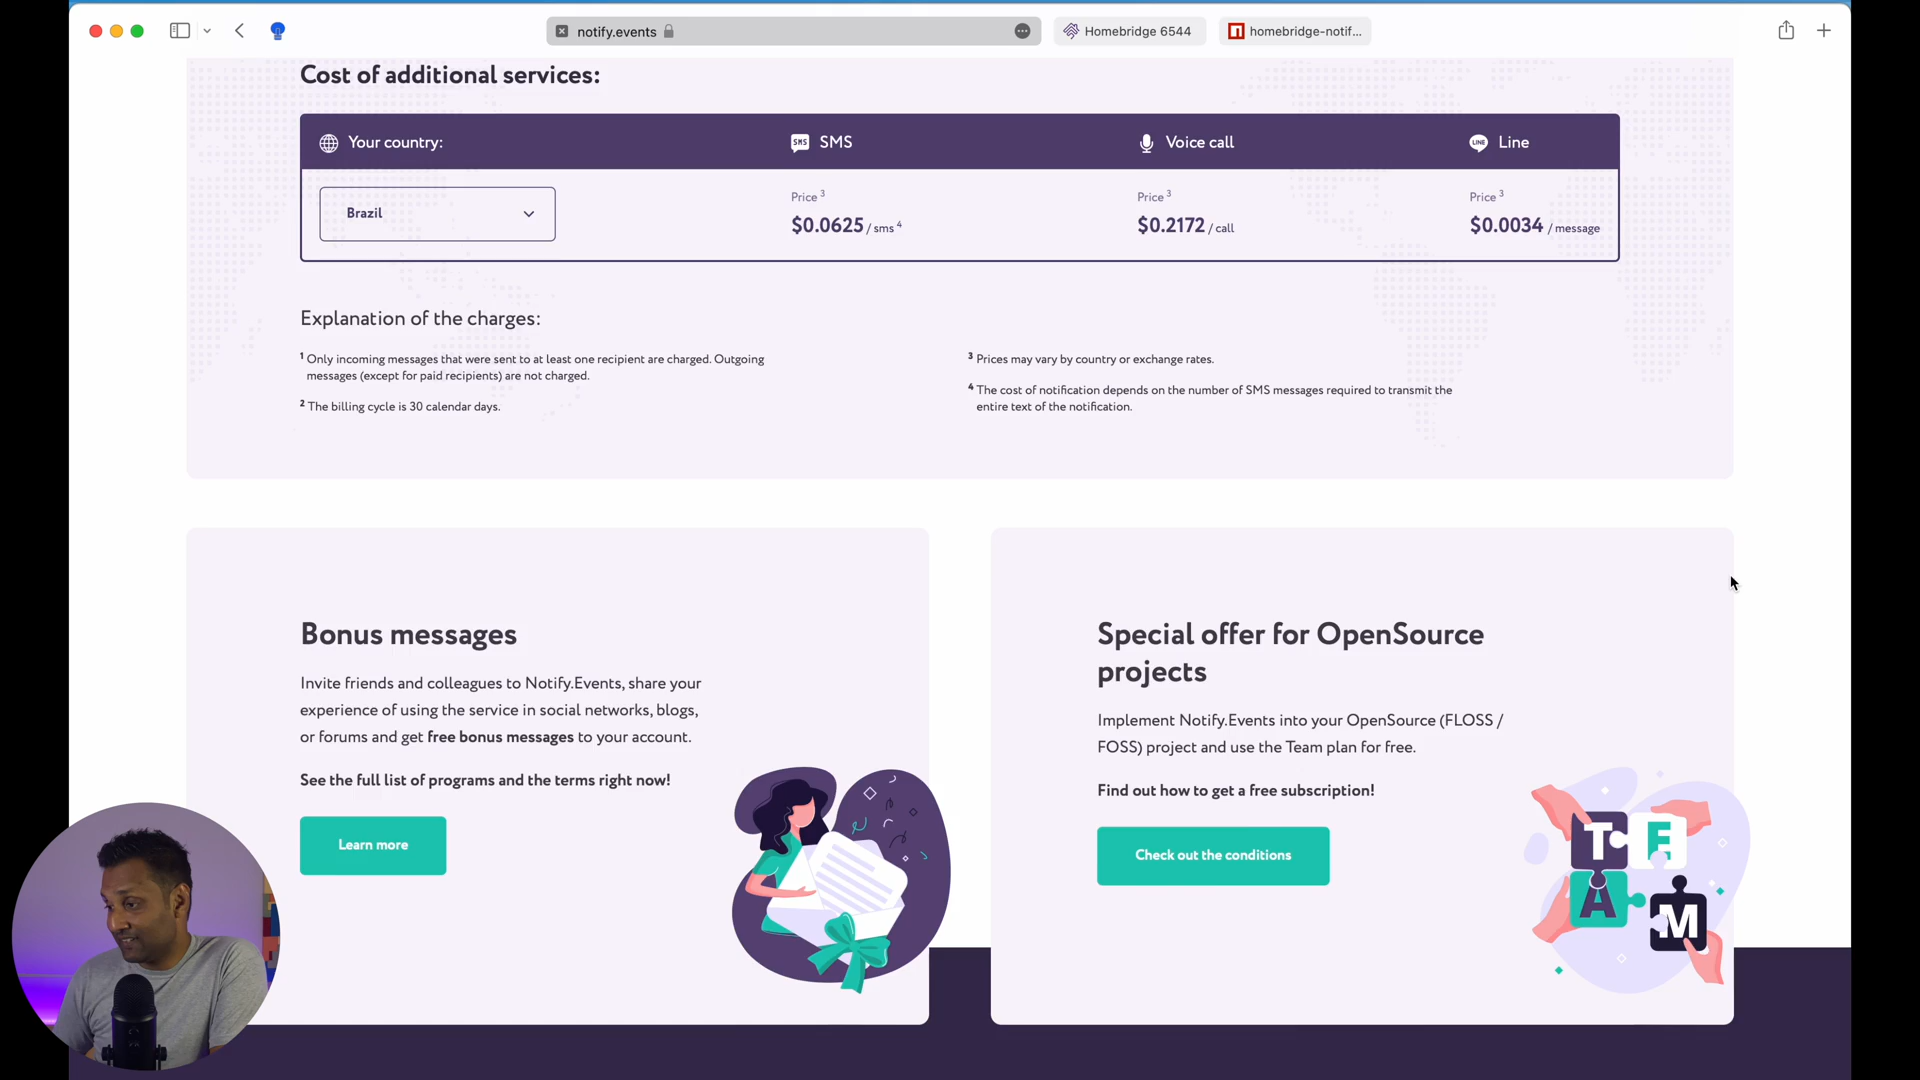 notify.events
Homebridge 6544
homebridge-notif...
Cost of additional services:
Your country:
SMS SMS
Voice call
LINE Line
Brazil
Price 3
$0.0625 / sms 4
Price 3
$0.2172 / call
Price 3
$0.0034 / message
Explanation of the charges:
1 Only incoming messages that were sent to at least one recipient are charged. Outgoing
messages (except for paid recipients) are not charged.
2 The billing cycle is 30 calendar days.
3 Prices may vary by country or exchange rates.
4 The cost of notification depends on the number of SMS messages required to transmit the
entire text of the notification.
Bonus messages
Invite friends and colleagues to Notify.Events, share your
experience of using the service in social networks, blogs,
or forums and get free bonus messages to your account.
See the full list of programs and the terms right now!
Learn more
Special offer for OpenSource
projects
Implement Notify.Events into your OpenSource (FLOSS /
FOSS) project and use the Team plan for free.
Find out how to get a free subscription!
Check out the conditions
TE
AM